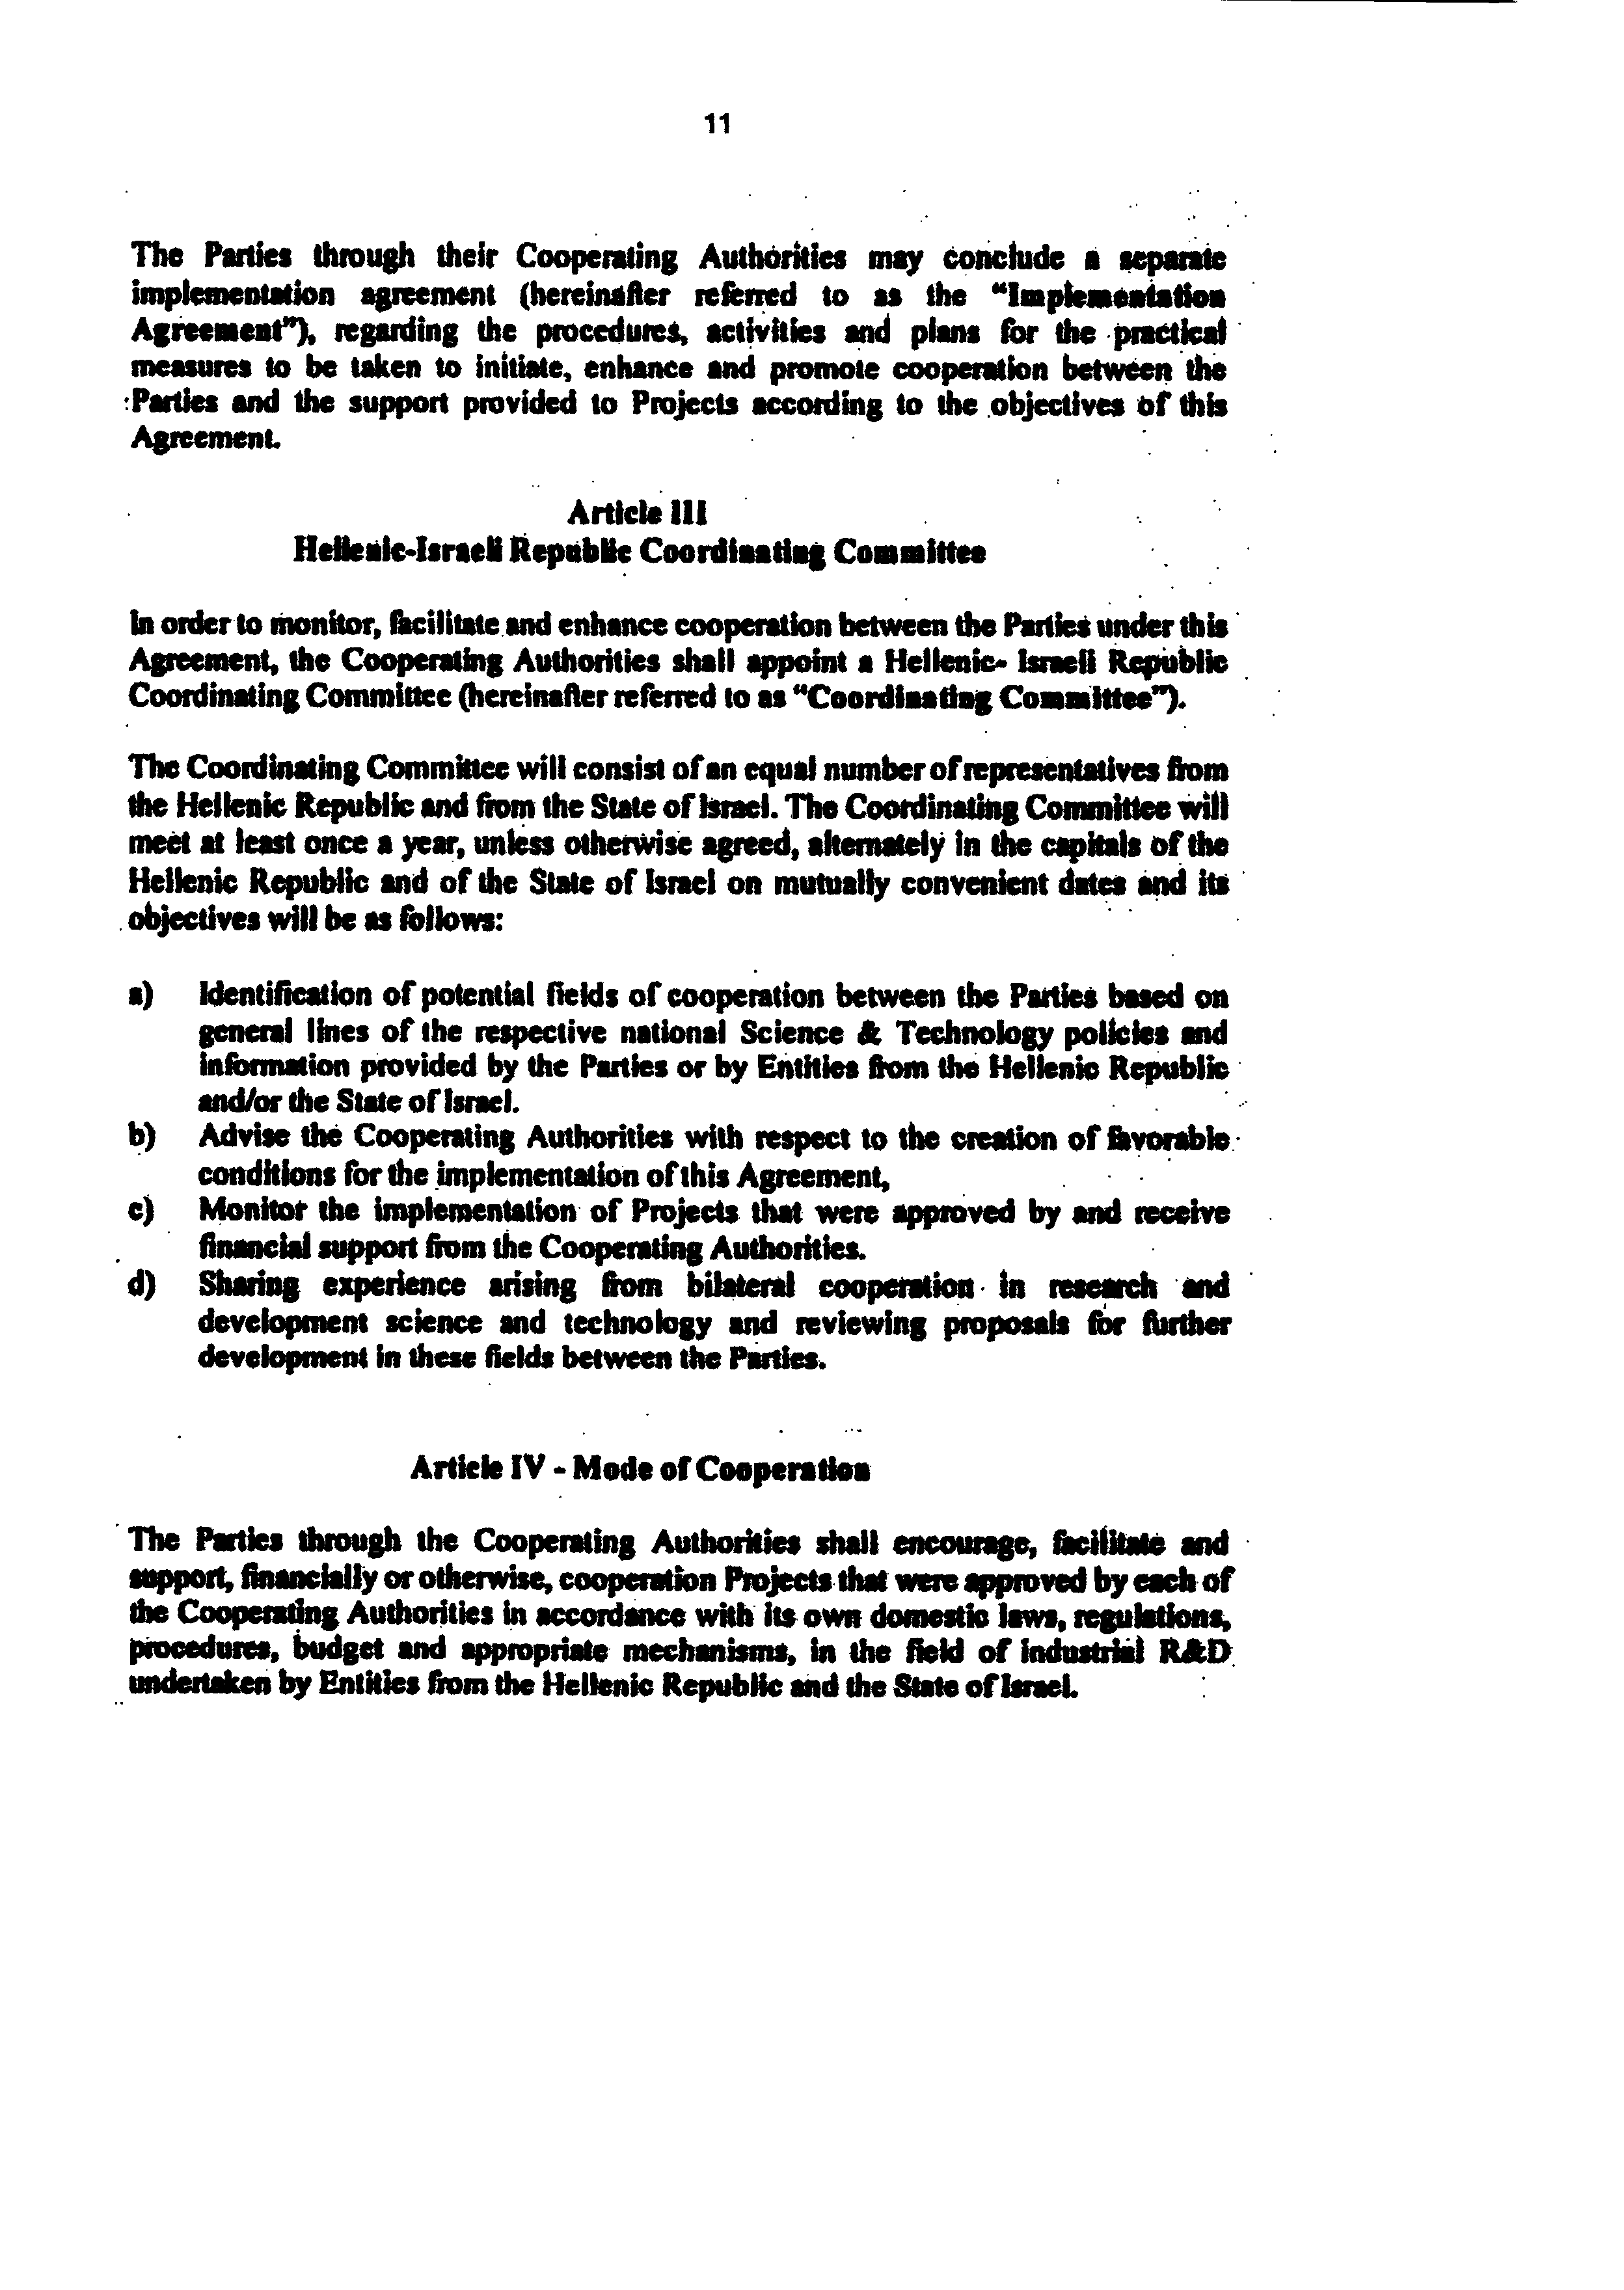 11
The Parties through their Cooperating Authorities may conclude a separate
implementation agreement (hereinafter referred to as the “Implementation
Agreement”), regarding the procedures, activities and plans for the practical
measures to be taken to initiate, enhance and promote cooperation between the
Parties and the support provided to Projects according to the objectives of this
Agreement.
Article III
Hellenic-Israeli Republic Coordinating Committee
In order to monitor, facilitate and enhance cooperation between the Parties under this
Agreement, the Cooperating Authorities shall appoint a Hellenic- Israeli Republic
Coordinating Committee (hereinafter referred to as “Coordinating Committee”).
The Coordinating Committee will consist of an equal number of representatives from
the Hellenic Republic and from the State of Israel. The Coordinating Committee will
meet at least once a year, unless otherwise agreed, alternately in the capitals of the
Hellenic Republic and of the State of Israel on mutually convenient dates and its
objectives will be as follows:
a) Identification of potential fields of cooperation between the Parties based on
general lines of the respective national Science & Technology policies and
information provided by the Parties or by Entities from the Hellenic Republic
and/or the State of Israel.
b) Advise the Cooperating Authorities with respect to the creation of favorable
conditions for the implementation of this Agreement,
c) Monitor the implementation of Projects that were approved by and receive
financial support from the Cooperating Authorities.
d) Sharing experience arising from bilateral cooperation in research and
development science and technology and reviewing proposals for further
development in these fields between the Parties.
Article IV - Mode of Cooperation
The Parties through the Cooperating Authorities shall encourage, facilitate and
support, financially or otherwise, cooperation Projects that were approved by each of
the Cooperating Authorities in accordance with its own domestic laws, regulations,
procedures, budget and appropriate mechanisms, in the field of industrial R&D
undertaken by Entities from the Hellenic Republic and the State of Israel.